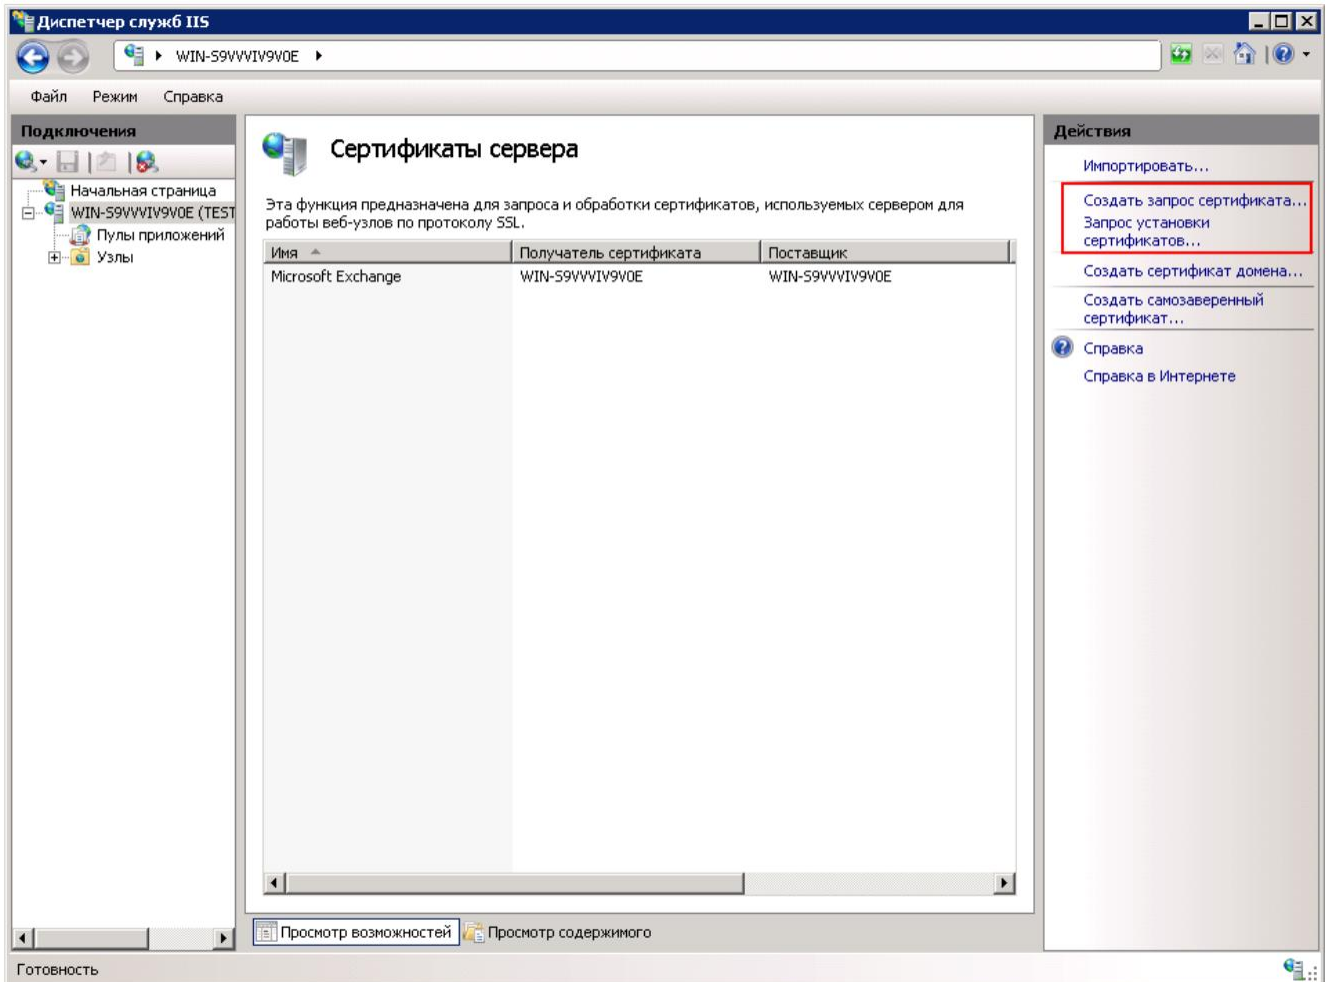 Диспетчер служб IIS
WIN-S9VVVIV9V0E
Файл Режим Справка
Подключения
Начальная страница
WIN-S9VVVIV9V0E (TEST
Пулы приложений
Узлы
Сертификаты сервера
Эта функция предназначена для запроса и обработки сертификатов, используемых сервером для
работы веб-узлов по протоколу SSL.
Имя Получатель сертификата Поставщик
Microsoft Exchange WIN-S9VVVIV9V0E WIN-S9VVVIV9V0E
Просмотр возможностей Просмотр содержимого
Действия
Импортировать...
Создать запрос сертификата...
Запрос установки
сертификатов...
Создать сертификат домена...
Создать самозаверенный
сертификат...
Справка
Справка в Интернете
Готовность